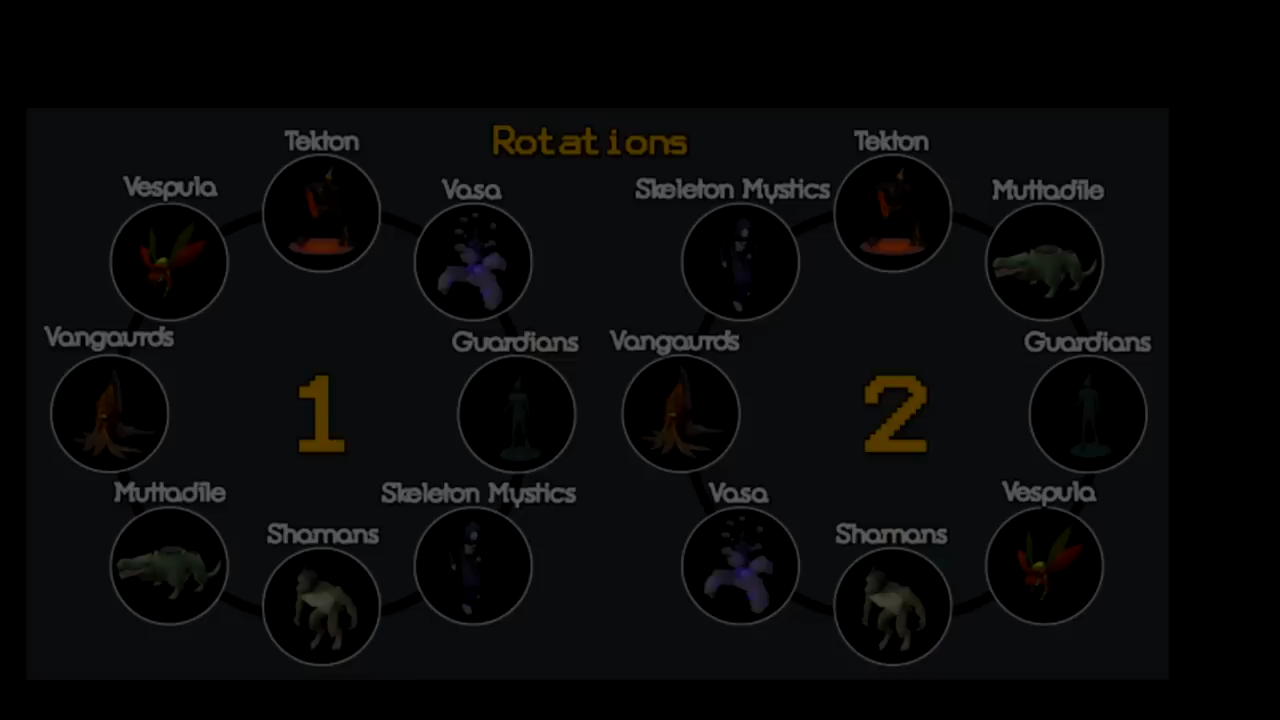 Rotations
Tekton
Vespula
Vasa
Vangaurds
Guardians
1
Muttadile
Skeleton Mystics
Shamans
Tekton
Skeleton Mystics
Muttadile
Vangaurds
Guardians
2
Vasa
Vespula
Shamans